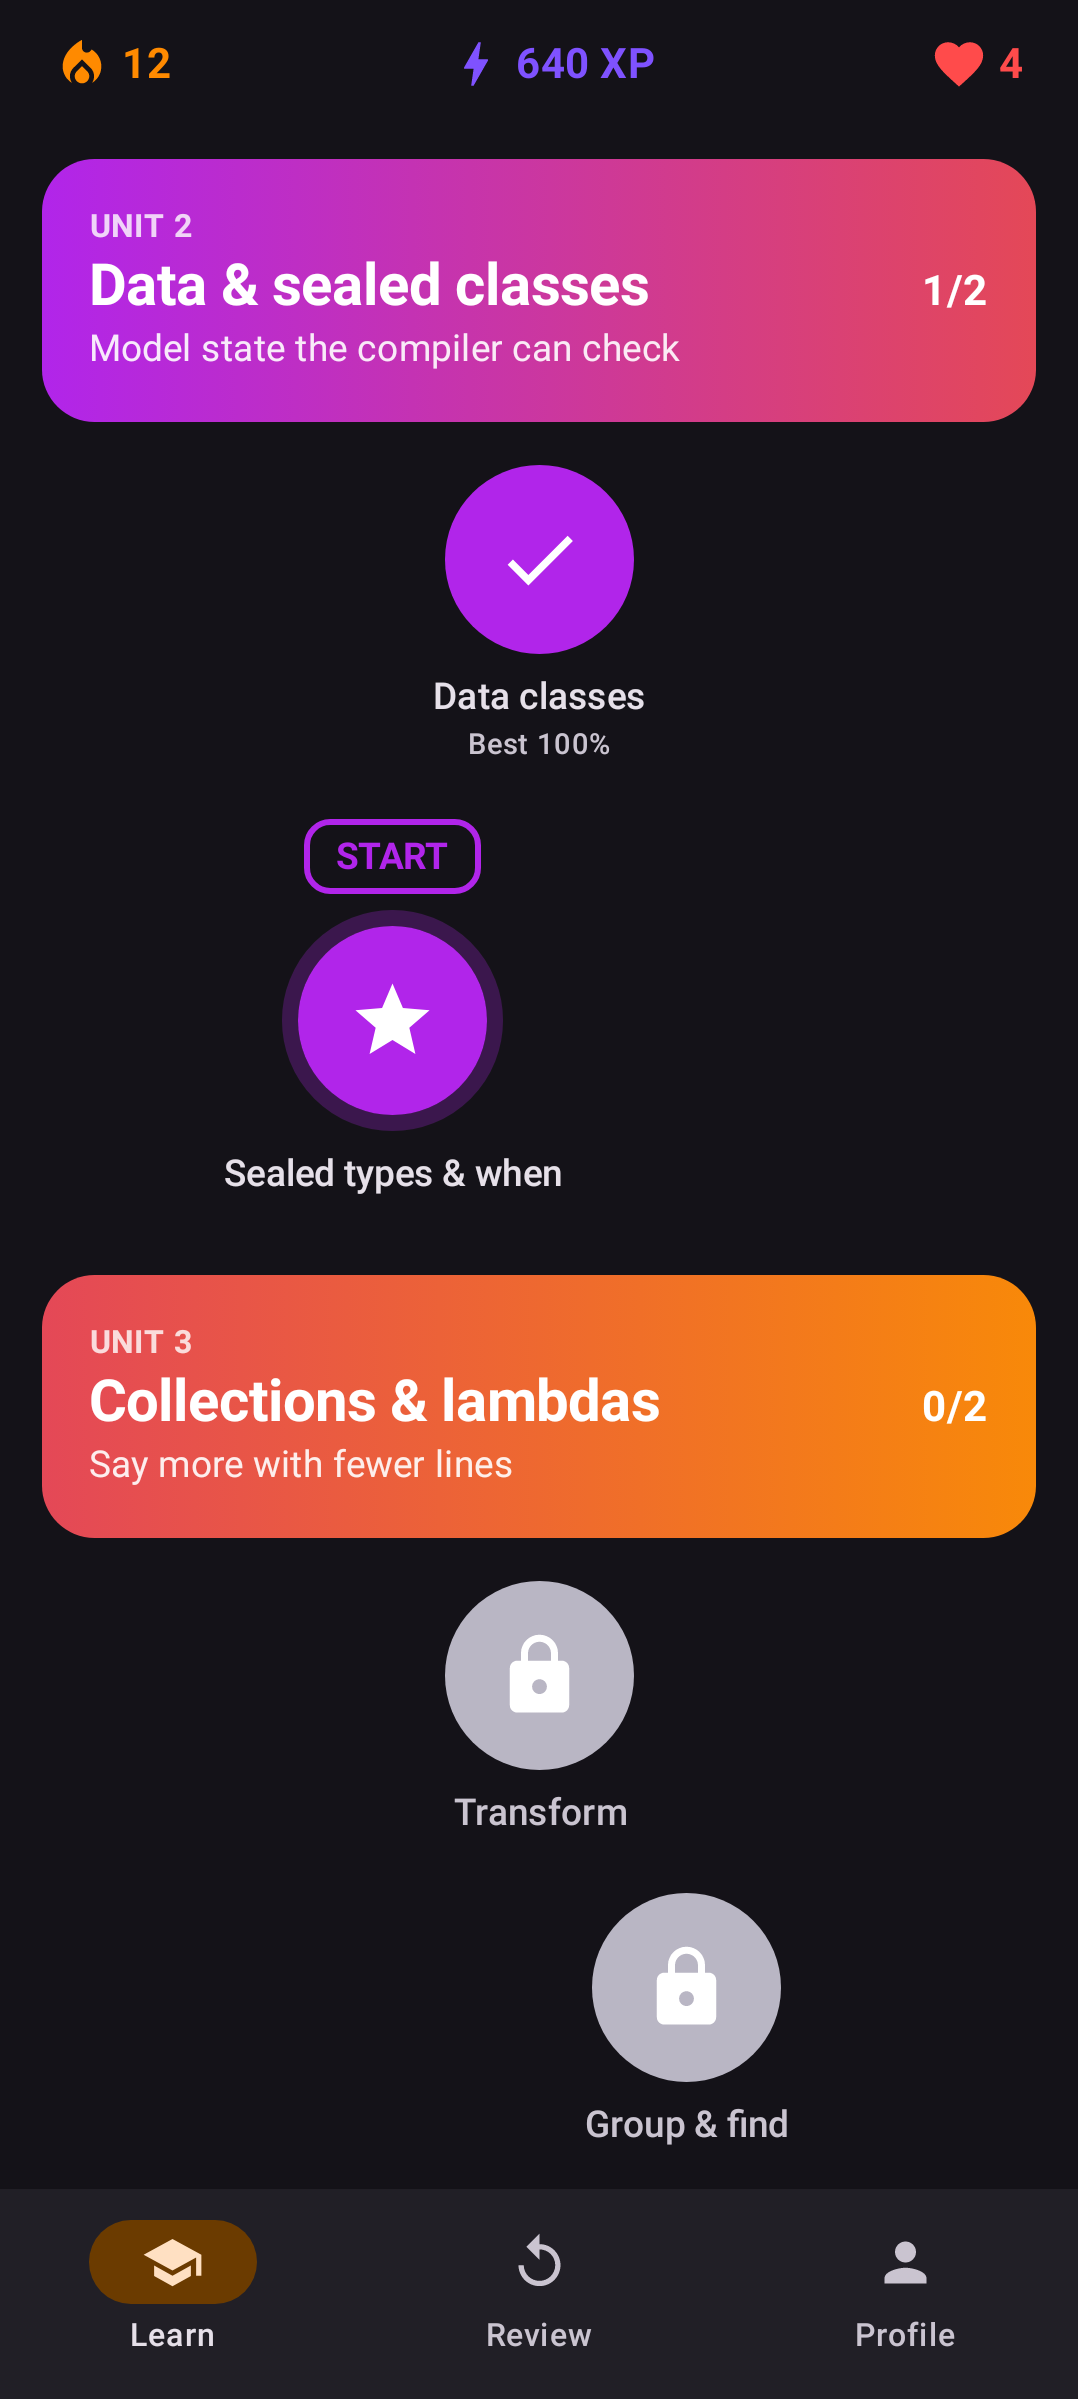 12
640 XP
4
UNIT 2
Data & sealed classes
1/2
Model state the compiler can check
Data classes
Best 100%
START
Sealed types & when
UNIT 3
Collections & lambdas
0/2
Say more with fewer lines
Transform
Group & find
Learn
Review
Profile